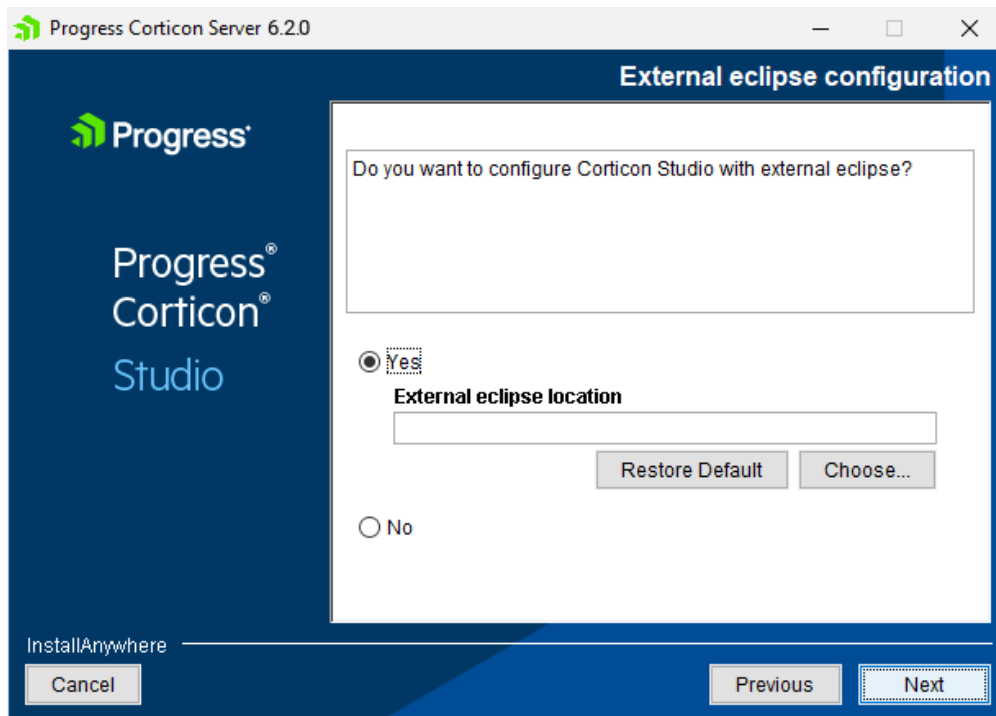 Progress Corticon Server 6.2.0
External eclipse configuration
Progress
Progress®
Corticon®
Studio
Do you want to configure Corticon Studio with external eclipse?
Yes
External eclipse location
Restore Default
Choose...
No
InstallAnywhere
Cancel
Previous
Next